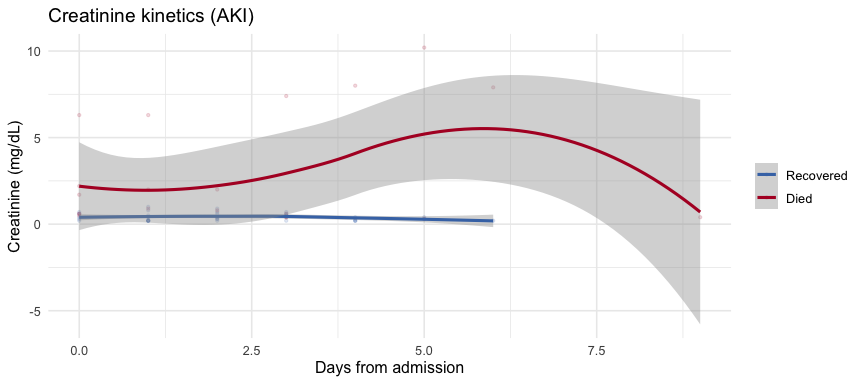 Creatinine kinetics (AKI)
Creatinine (mg/dL)
10
5
0
-5
0.0
2.5
5.0
7.5
Days from admission
Recovered
Died